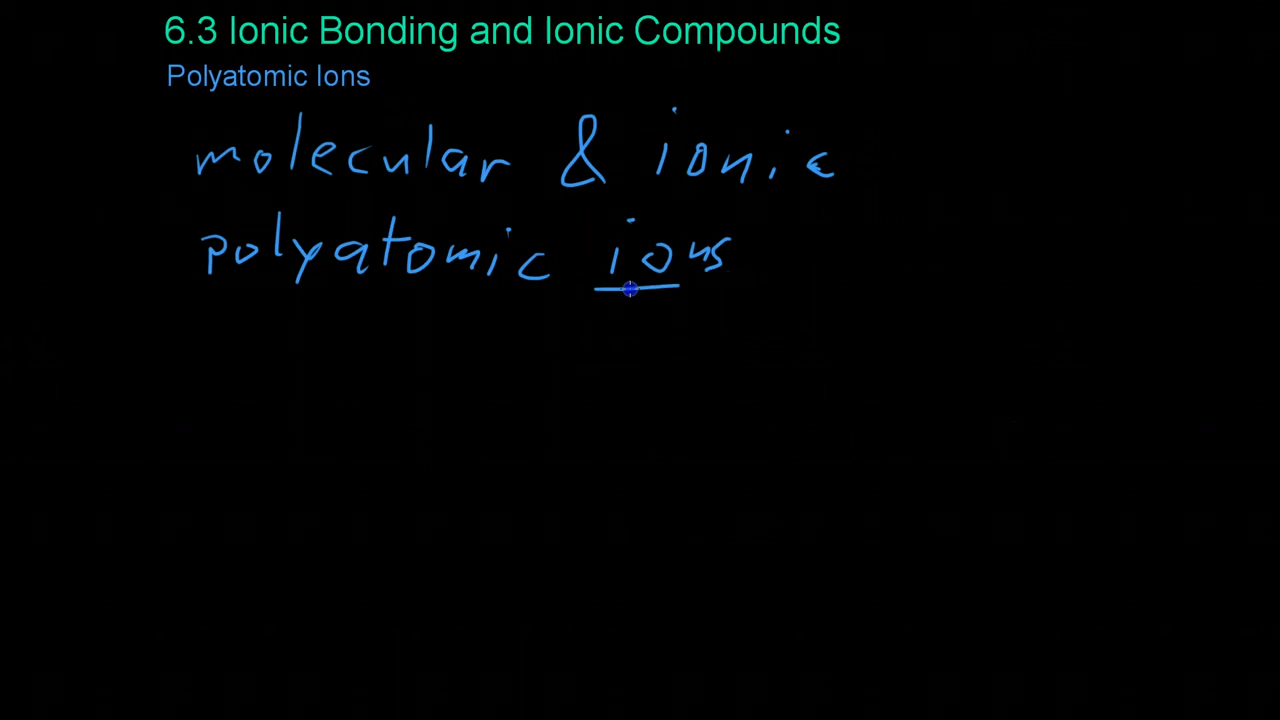 6.3 Ionic Bonding and Ionic Compounds
Polyatomic Ions
molecular & ionic
polyatomic ions